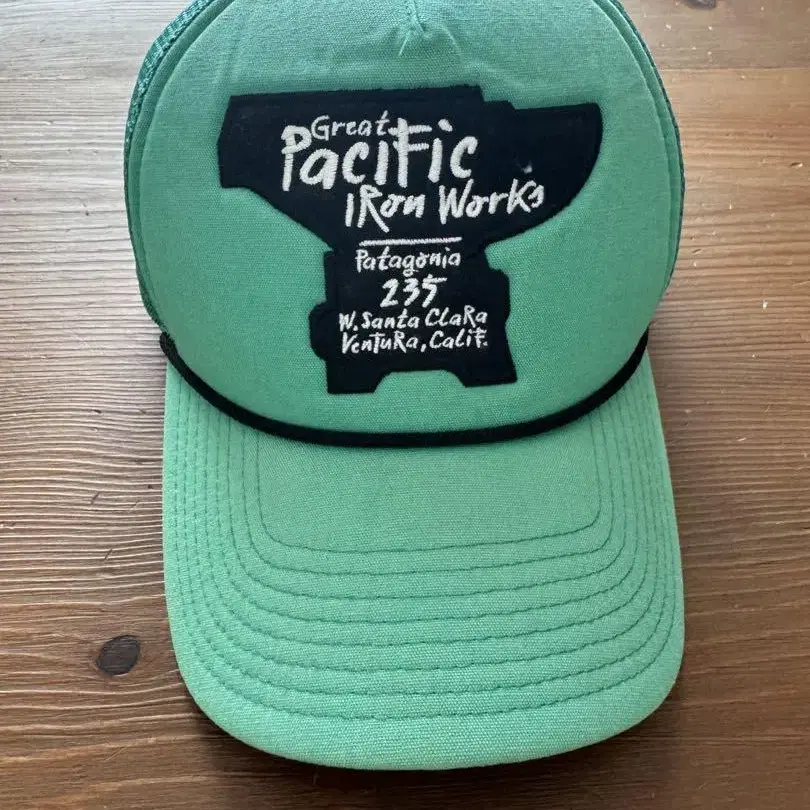 Great
Pacific
iRon Works
Patagonia
235
W. Santa Clara
Ventura, Calif.